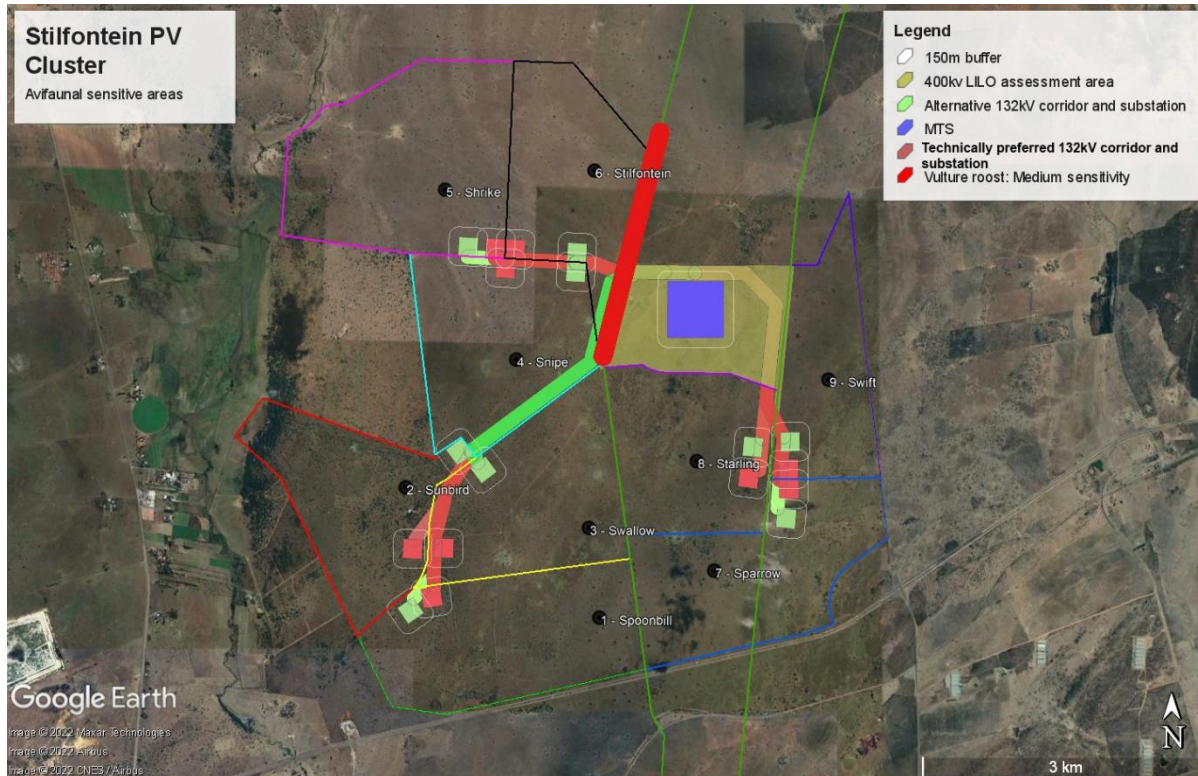 Stilfontein PV
Cluster
Avifaunal sensitive areas
Legend
150m buffer
400kv LILO assessment area
Alternative 132kV corridor and substation
MTS
Technically preferred 132kV corridor and
substation
Vulture roost: Medium sensitivity
6 - Stilfontein
5 - Shrike
4 - Snipe
9 - Swift
8 - Starling
2 - Sunbird
3 - Swallow
7 - Sparrow
1 - Spoonbill
Google Earth
Image © 2022 Maxar Technologies
Image © 2022 Airbus
Image © 2022 CNES / Airbus
N
3 km